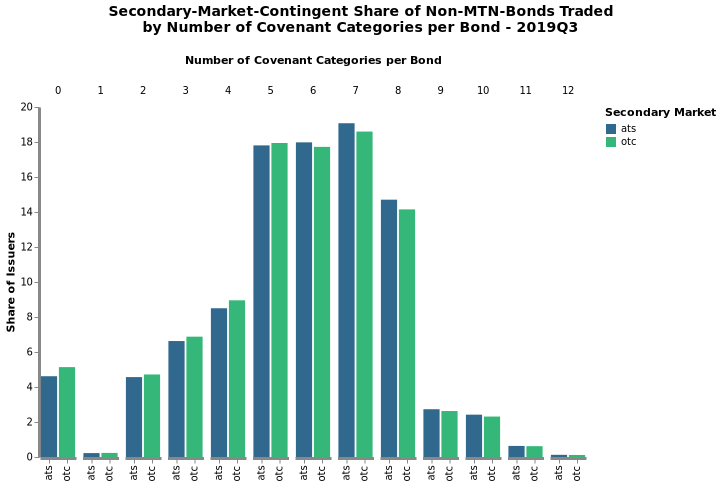 Secondary-Market-Contingent Share of Non-MTN-Bonds Traded
by Number of Covenant Categories per Bond - 2019Q3
Number of Covenant Categories per Bond
0 1 2 3 4 5 6 7 8 9 10 11 12
Secondary Market
ats
otc
Share of Issuers
20
18
16
14
12
10
8
6
4
2
0
ats otc ats otc ats otc ats otc ats otc ats otc ats otc ats otc ats otc ats otc ats otc ats otc ats otc